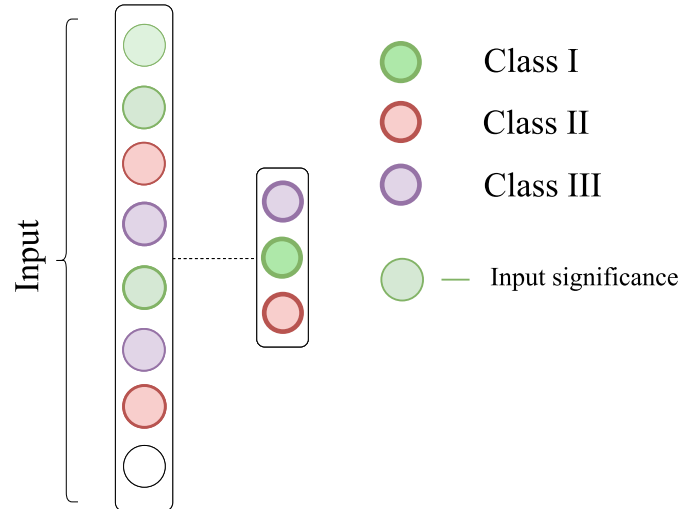 Input
Class I
Class II
Class III
Input significance